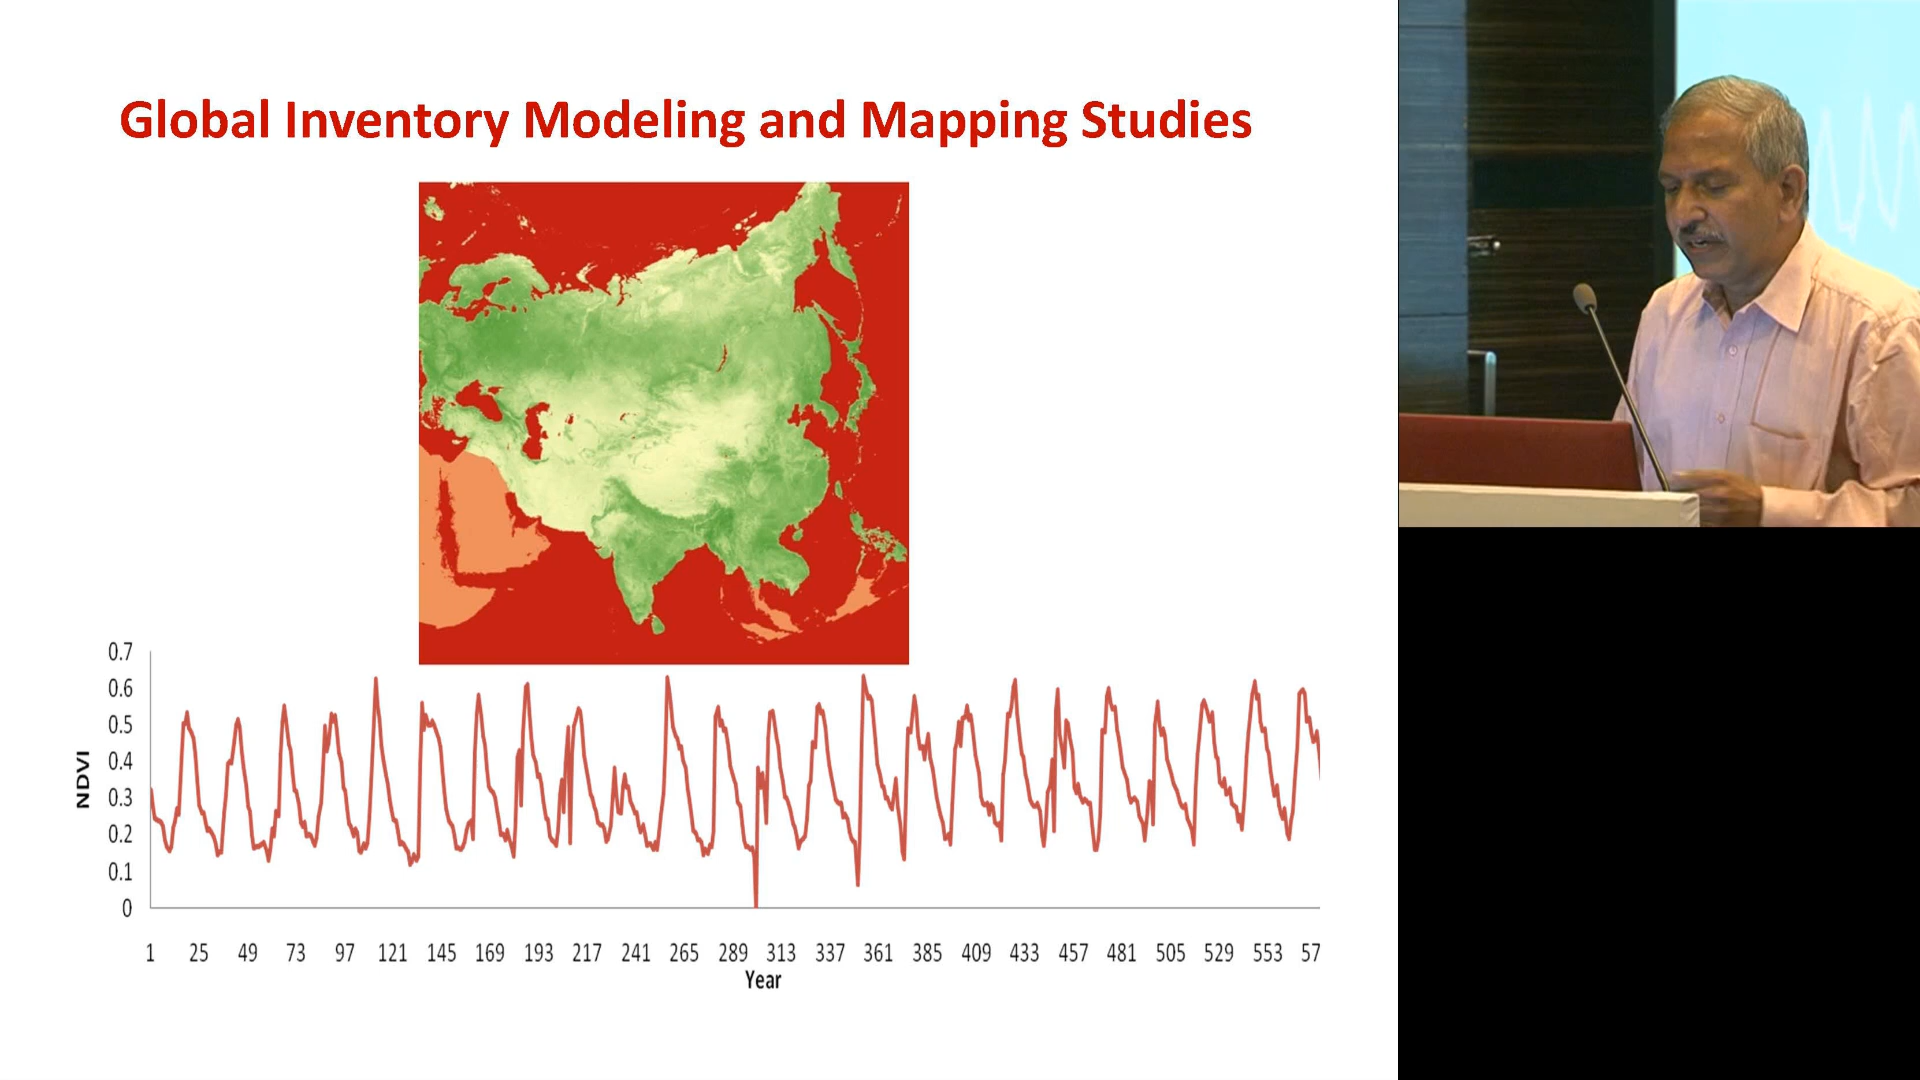 Global Inventory Modeling and Mapping Studies
0.7
0.6
0.5
0.4
0.3
0.2
0.1
0
NDVI
1 25 49 73 97 121 145 169 193 217 241 265 289 313 337 361 385 409 433 457 481 505 529 553 57
Year